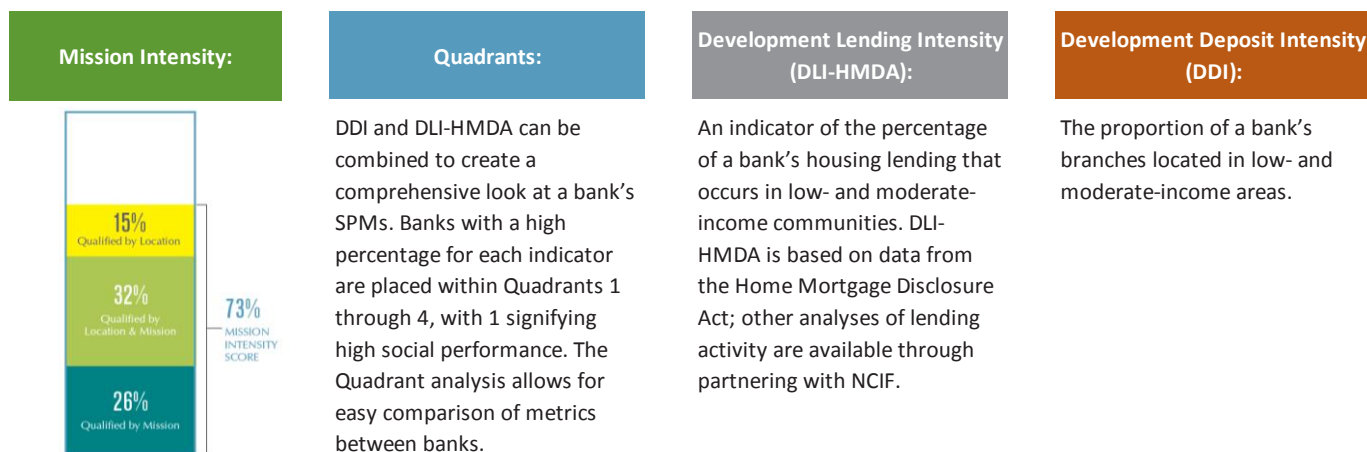 Mission Intensity:
15%
Qualified by Location
32%
Qualified by
Location & Mission
26%
Qualified by Mission
73%
MISSION
INTENSITY
SCORE
Quadrants:
DDI and DLI-HMDA can be
combined to create a
comprehensive look at a bank’s
SPMs. Banks with a high
percentage for each indicator
are placed within Quadrants 1
through 4, with 1 signifying
high social performance. The
Quadrant analysis allows for
easy comparison of metrics
between banks.
Development Lending Intensity
(DLI-HMDA):
An indicator of the percentage
of a bank’s housing lending that
occurs in low- and moderate-
income communities. DLI-
HMDA is based on data from
the Home Mortgage Disclosure
Act; other analyses of lending
activity are available through
partnering with NCIF.
Development Deposit Intensity
(DDI):
The proportion of a bank’s
branches located in low- and
moderate-income areas.